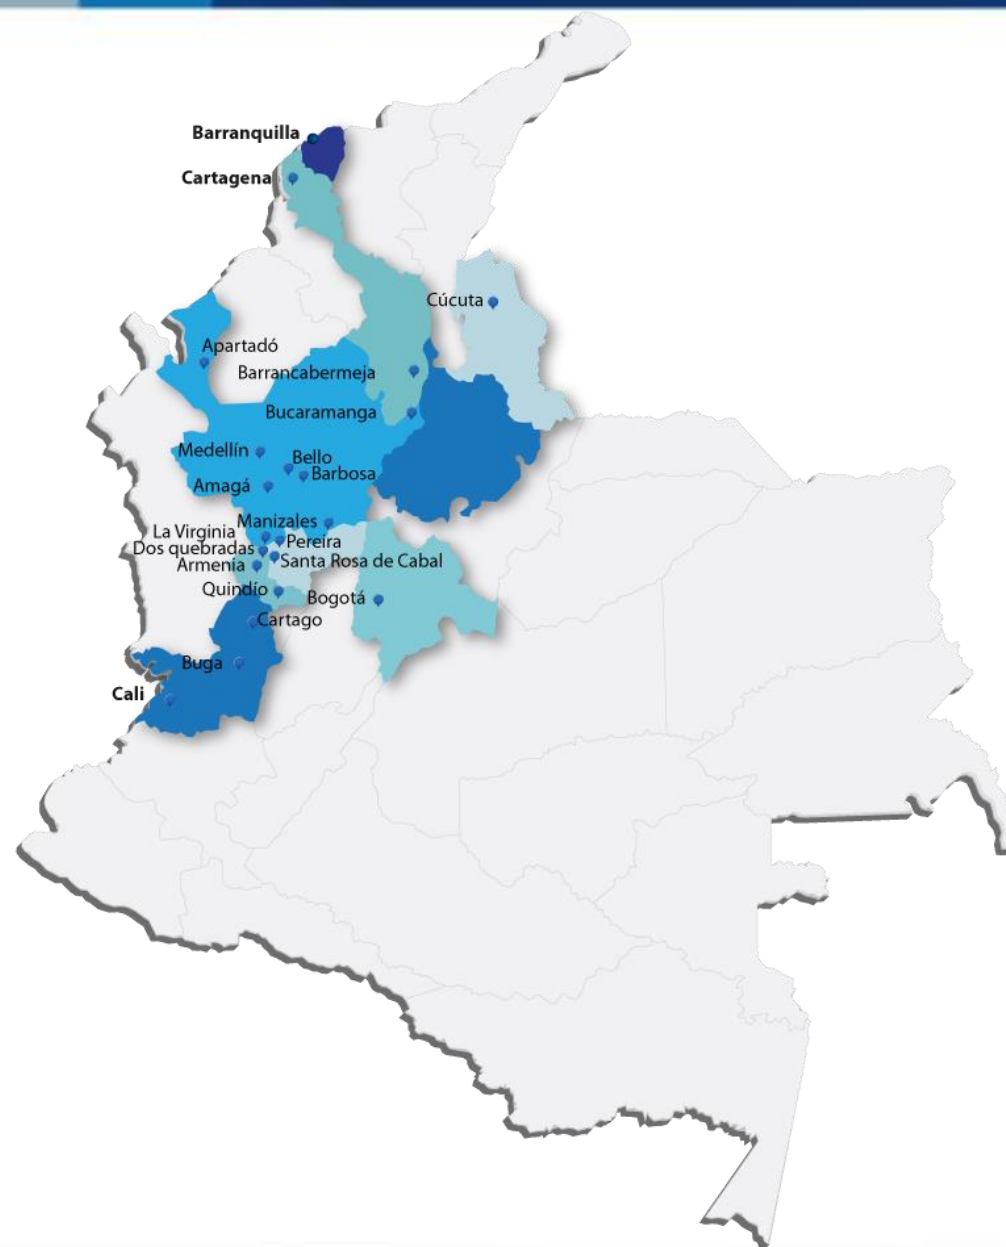 Barranquilla
Cartagena
Cúcuta
Apartadó
Barrancabermeja
Bucaramanga
Medellín
Bello
Barbosa
Amagá
Manizales
La Virginia
Pereira
Dos quebradas
Santa Rosa de Cabal
Armenía
Quindío
Bogotá
Cartago
Buga
Cali